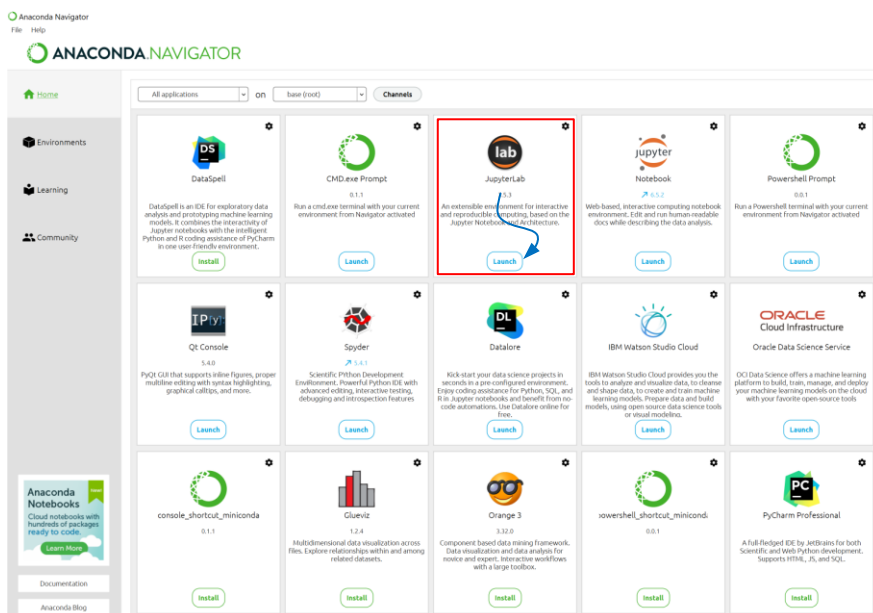 Anaconda Navigator
File Help
ANACONDA.NAVIGATOR
Home
Environments
Learning
Community
All applications on base (root) Channels
DataSpell
DataSpell is an IDE for exploratory data
analysis and prototyping machine learning
models. It combines the interactivity of
Jupyter notebooks with the intelligent
Python and R coding assistance of PyCharm
in one user-friendly environment.
Install
CMD.exe Prompt
0.1.1
Run a cmd.exe terminal with your current
environment from Navigator activated
Launch
lab
JupyterLab
An extensible environment for interactive
and reproducible computing, based on the
Jupyter Notebook and Architecture.
Launch
jupyter
Notebook
6.5.2
Web-based, interactive computing notebook
environment. Edit and run human-readable
docs while describing the data analysis.
Launch
Powershell Prompt
0.0.1
Run a Powershell terminal with your current
environment from Navigator activated
Launch
IP[y]:
Qt Console
5.4.0
PyQt GUI that supports inline figures, proper
multiline editing with syntax highlighting,
graphical calltips, and more.
Launch
Spyder
5.4.1
Scientific PYthon Development
EnviRonment. Powerful Python IDE with
advanced editing, interactive testing,
debugging and introspection features
Launch
DL
Datalore
Kick-start your data science projects in
seconds in a pre-configured environment.
Enjoy coding assistance for Python, SQL, and
R in Jupyter notebooks and benefit from no-
code automations. Use Datalore online for
free.
Launch
IBM Watson Studio Cloud
IBM Watson Studio Cloud provides you the
tools to analyze and visualize data, to cleanse
and shape data, to create and train machine
learning models. Prepare data and build
models, using open source data science tools
or visual modeling.
Launch
ORACLE
Cloud Infrastructure
Oracle Data Science Service
OCI Data Science offers a machine learning
platform to build, train, manage, and deploy
your machine learning models on the cloud
with your favorite open-source tools
Launch
console_shortcut_miniconda
0.1.1
Install
Glueviz
1.2.4
Multidimensional data visualization across
files. Explore relationships within and among
related datasets.
Install
Orange 3
3.32.0
Component based data mining framework.
Data visualization and data analysis for
novice and expert. Interactive workflows
with a large toolbox.
Install
powershell_shortcut_minicond
0.0.1
Install
PC
PyCharm Professional
A full-fledged IDE by JetBrains for both
Scientific and Web Python development.
Supports HTML, JS, and SQL.
Install
Anaconda
Notebooks
Cloud notebooks with
hundreds of packages
ready to code.
Learn More
Documentation
Anaconda Blog